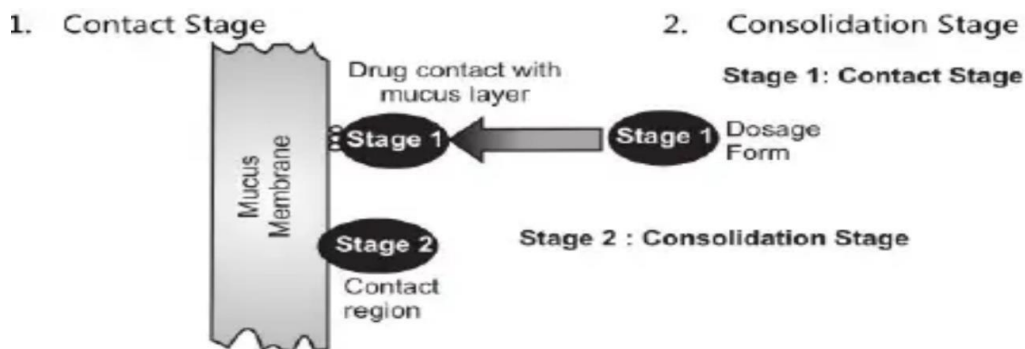 1. Contact Stage
2. Consolidation Stage
Stage 1: Contact Stage
Drug contact with
mucus layer
Stage 1
Stage 1
Dosage
Form
Mucus
Membrane
Stage 2
Stage 2 : Consolidation Stage
Contact
region